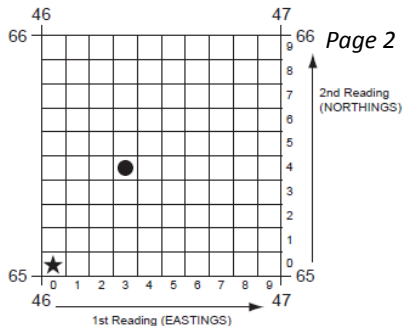 46 47
66 9 66 Page 2
8
7
6
5
4
3
2
1
0
2nd Reading
(NORTHINGS)
65 65
0 1 2 3 4 5 6 7 8 9
46 47
1st Reading (EASTINGS)